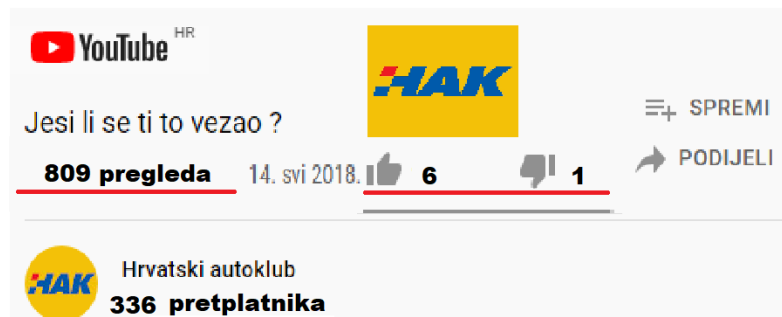 YouTube HR
HAK
Jesi li se ti to vezao ?
SPREMI
809 pregleda 14. svi 2018. 6 1
PODIJELI
HAK
Hrvatski autoklub
336 pretplatnika